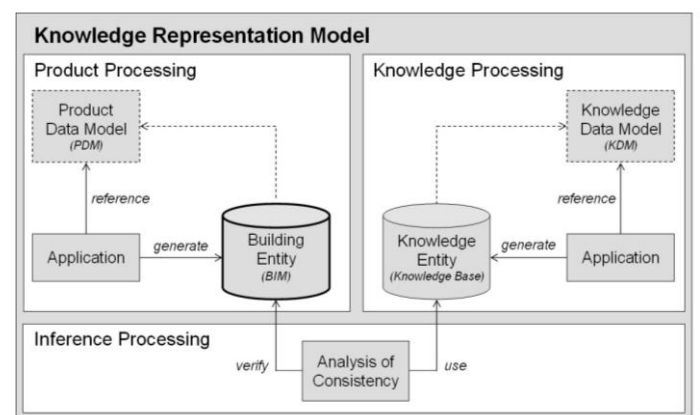 Knowledge Representation Model
Product Processing
Product
Data Model
(PDM)
reference
Application
generate
Building
Entity
(BIM)
Knowledge Processing
Knowledge
Data Model
(KDM)
reference
Knowledge
Entity
(Knowledge Base)
generate
Application
Inference Processing
verify
Analysis of
Consistency
use